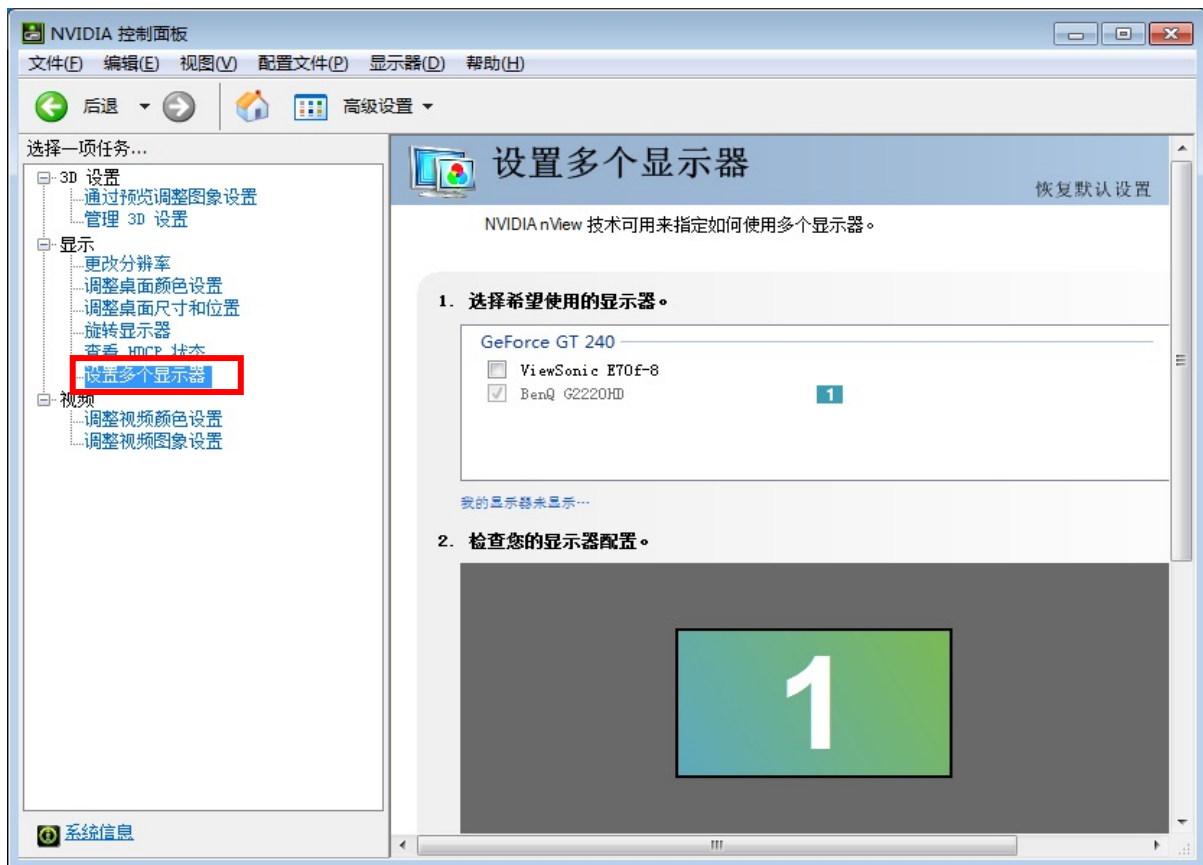 NVIDIA 控制面板
文件(F) 编辑(E) 视图(V) 配置文件(P) 显示器(D) 帮助(H)
后退 高级设置
选择一项任务...
3D 设置
通过预览调整图象设置
管理 3D 设置
显示
更改分辨率
调整桌面颜色设置
调整桌面尺寸和位置
旋转显示器
查看 HDCP 状态
设置多个显示器
视频
调整视频颜色设置
调整视频图象设置
系统信息
设置多个显示器
恢复默认设置
NVIDIA nView 技术可用来指定如何使用多个显示器。
1. 选择希望使用的显示器。
GeForce GT 240
ViewSonic E70f-8
BenQ G2220HD 1
我的显示器未显示…
2. 检查您的显示器配置。
1